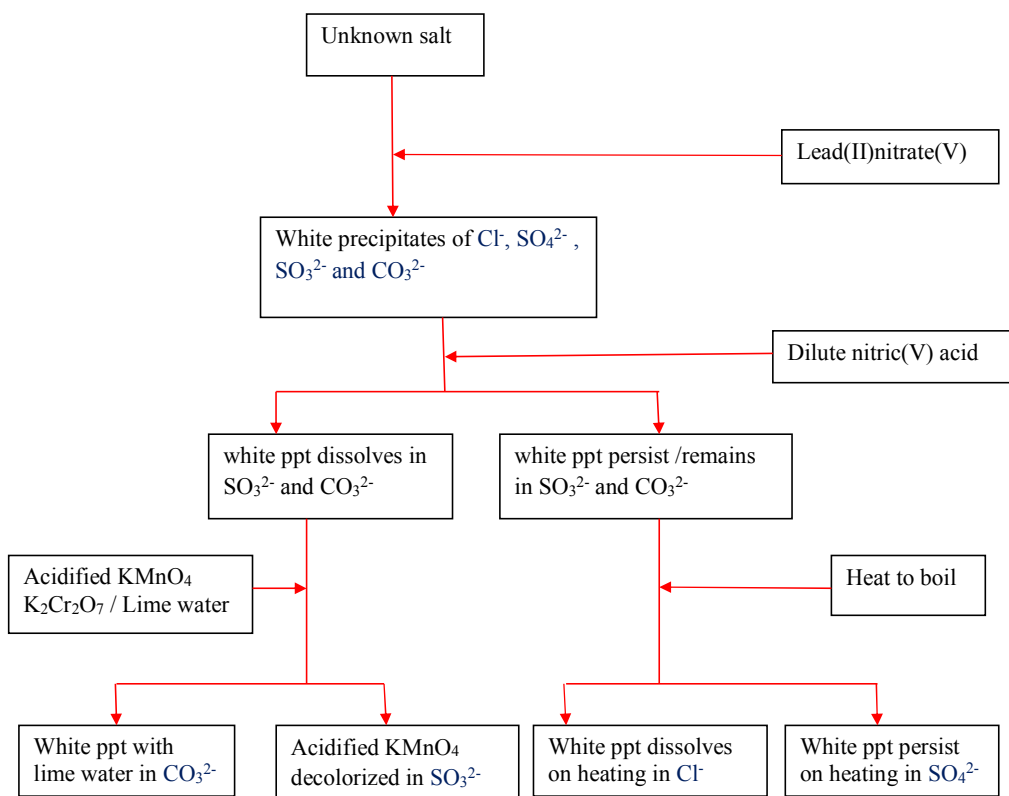 Unknown salt
Lead(II)nitrate(V)
White precipitates of Cl⁻, SO₄²⁻ ,
SO₃²⁻ and CO₃²⁻
Dilute nitric(V) acid
white ppt dissolves in
SO₃²⁻ and CO₃²⁻
white ppt persist /remains
in SO₃²⁻ and CO₃²⁻
Acidified KMnO₄
K₂Cr₂O₇ / Lime water
Heat to boil
White ppt with
lime water in CO₃²⁻
Acidified KMnO₄
decolorized in SO₃²⁻
White ppt dissolves
on heating in Cl⁻
White ppt persist
on heating in SO₄²⁻